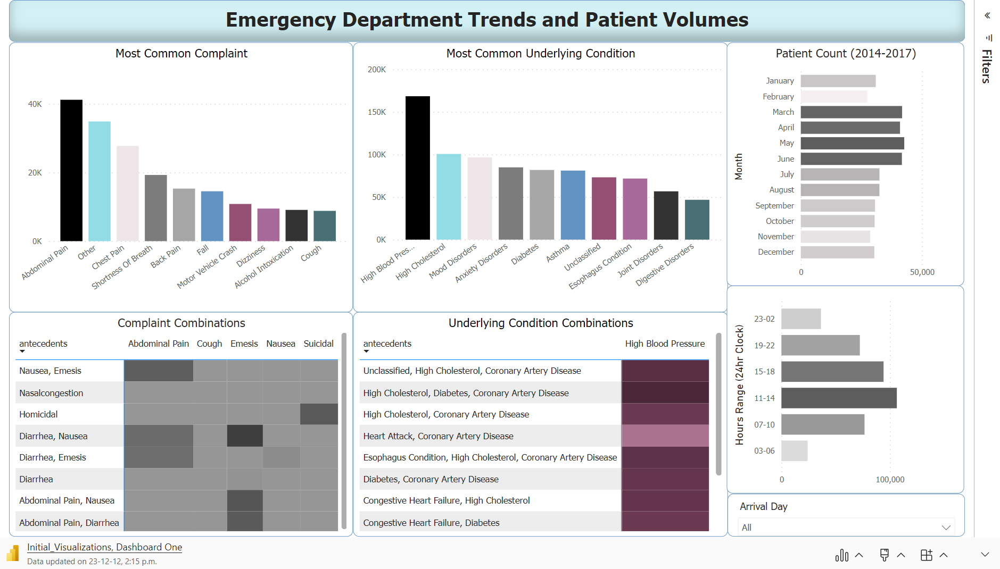 Emergency Department Trends and Patient Volumes
Filters
Most Common Complaint
40K
20K
0K
Abdominal Pain
Other
Chest Pain
Shortness Of Breath
Back Pain
Fall
Motor Vehicle Crash
Dizziness
Alcohol Intoxication
Cough
Most Common Underlying Condition
200K
150K
100K
50K
0K
High Blood Pres...
High Cholesterol
Mood Disorders
Anxiety Disorders
Diabetes
Asthma
Unclassified
Esophagus Condition
Joint Disorders
Digestive Disorders
Patient Count (2014-2017)
Month
January
February
March
April
May
June
July
August
September
October
November
December
0 50,000
Complaint Combinations
antecedents Abdominal Pain Cough Emesis Nausea Suicidal
Nausea, Emesis
Nasalcongestion
Homicidal
Diarrhea, Nausea
Diarrhea, Emesis
Diarrhea
Abdominal Pain, Nausea
Abdominal Pain, Diarrhea
Underlying Condition Combinations
antecedents High Blood Pressure
Unclassified, High Cholesterol, Coronary Artery Disease
High Cholesterol, Diabetes, Coronary Artery Disease
High Cholesterol, Coronary Artery Disease
Heart Attack, Coronary Artery Disease
Esophagus Condition, High Cholesterol, Coronary Artery Disease
Diabetes, Coronary Artery Disease
Congestive Heart Failure, High Cholesterol
Congestive Heart Failure, Diabetes
Hours Range (24hr Clock)
23-02
19-22
15-18
11-14
07-10
03-06
0 100,000
Arrival Day
All
Initial_Visualizations, Dashboard One
Data updated on 23-12-12, 2:15 p.m.